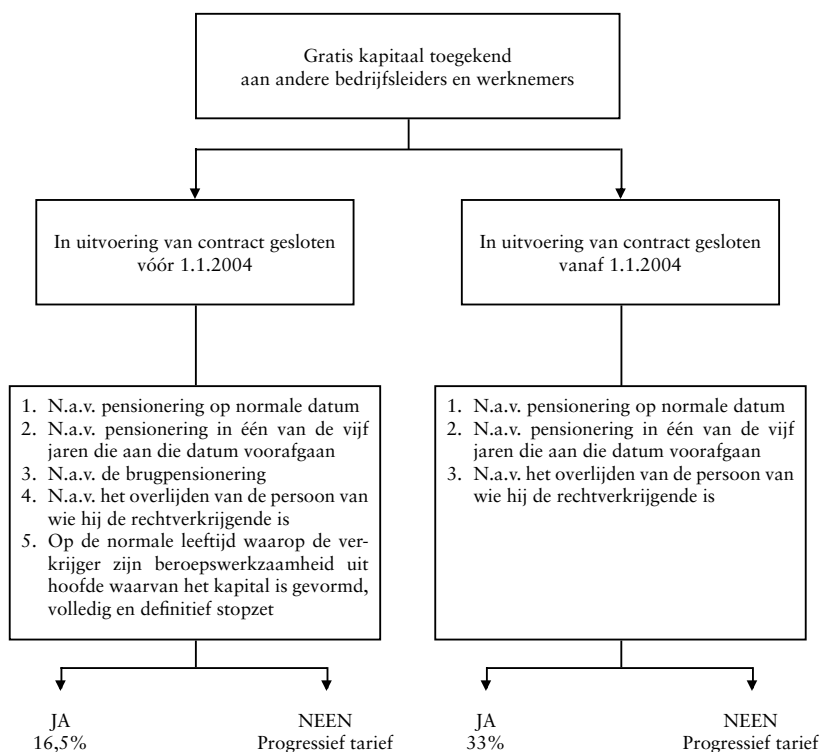 Gratis kapitaal toegekend
aan andere bedrijfsleiders en werknemers
In uitvoering van contract gesloten
vóór 1.1.2004
In uitvoering van contract gesloten
vanaf 1.1.2004
1. N.a.v. pensionering op normale datum
2. N.a.v. pensionering in één van de vijf
jaren die aan die datum voorafgaan
3. N.a.v. de brugpensionering
4. N.a.v. het overlijden van de persoon van
wie hij de rechtverkrijgende is
5. Op de normale leeftijd waarop de ver-
krijger zijn beroepswerkzaamheid uit
hoofde waarvan het kapital is gevormd,
volledig en definitief stopzet
1. N.a.v. pensionering op normale datum
2. N.a.v. pensionering in één van de vijf
jaren die aan die datum voorafgaan
3. N.a.v. het overlijden van de persoon van
wie hij de rechtverkrijgende is
JA
16,5%
NEEN
Progressief tarief
JA
33%
NEEN
Progressief tarief